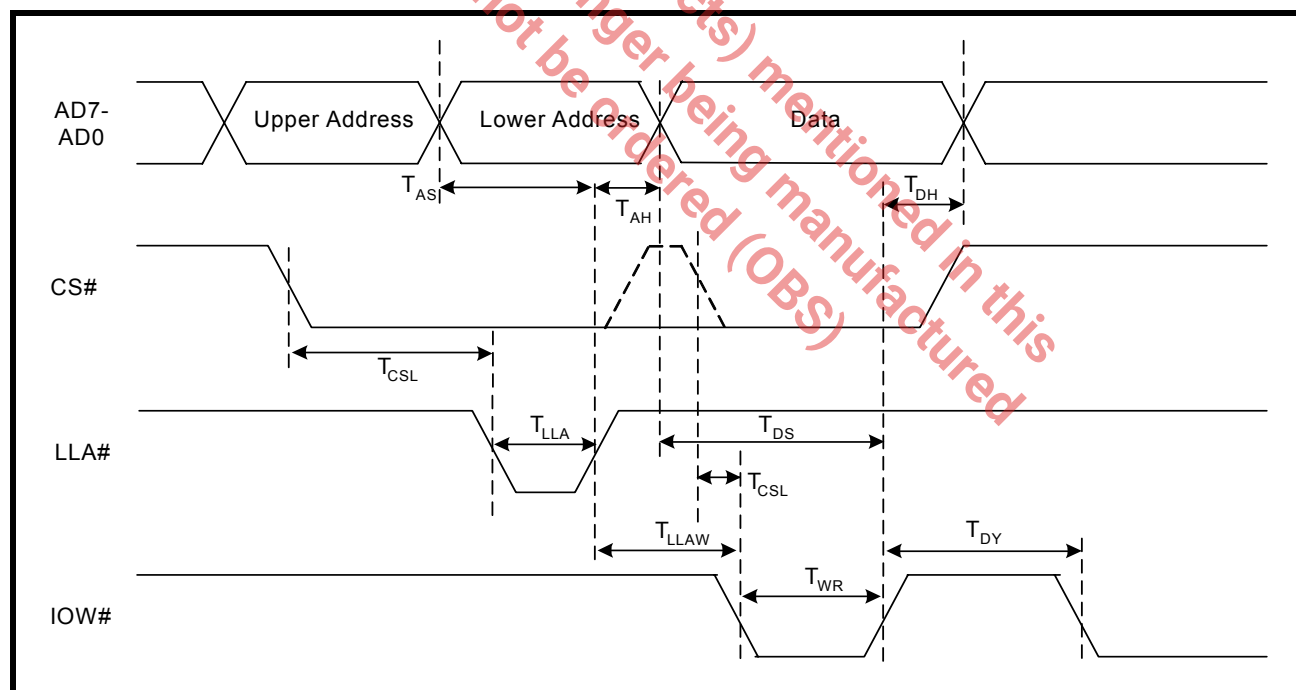 ets) mentioned in this
nger being manufactured
not be ordered (OBS)
AD7-
AD0
Upper Address
Lower Address
Data
TAS
TAH
TDH
CS#
TCSL
LLA#
TLLA
TDS
TCSL
TLLAW
TDY
TWR
IOW#